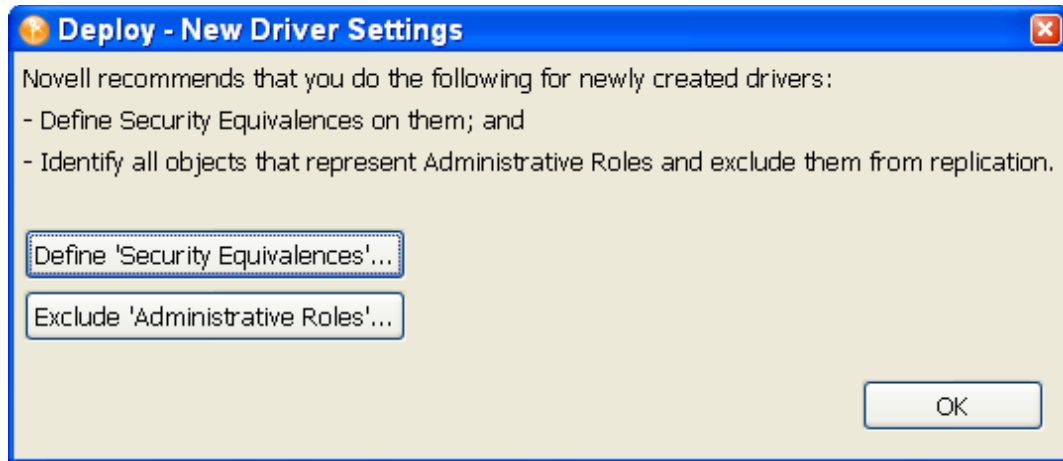 Deploy - New Driver Settings
Novell recommends that you do the following for newly created drivers:
- Define Security Equivalences on them; and
- Identify all objects that represent Administrative Roles and exclude them from replication.
Define 'Security Equivalences'...
Exclude 'Administrative Roles'...
OK